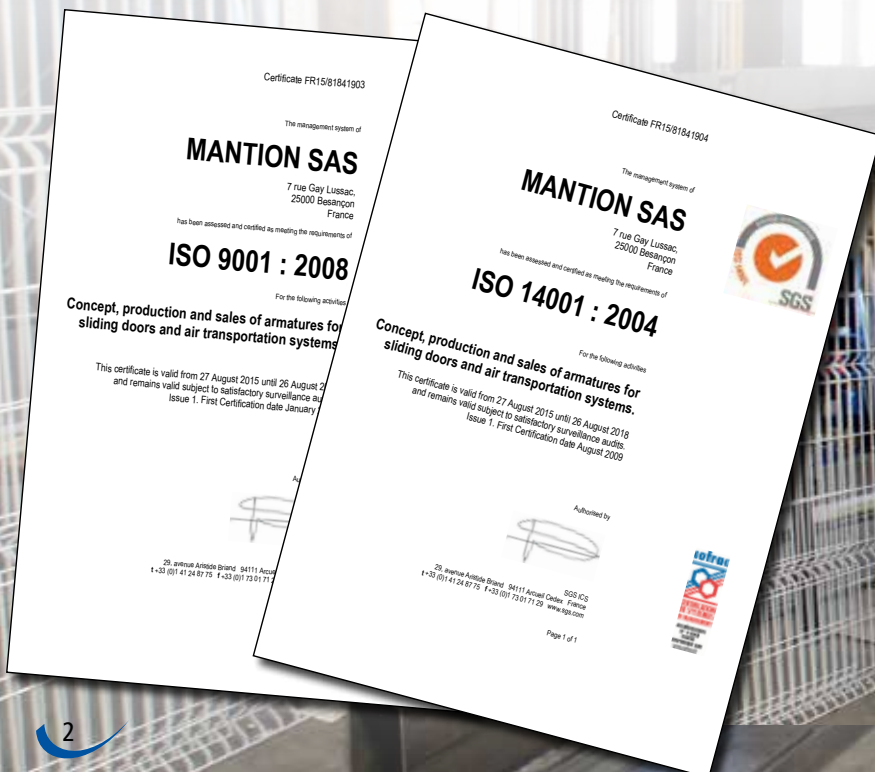 Certificate FR15/81841903
The management system of
MANTION SAS
7 rue Gay Lussac,
25000 Besançon
France
has been assessed and certified as meeting the requirements of
ISO 9001 : 2008
For the following activities
Concept, production and sales of armatures for
sliding doors and air transportation systems
This certificate is valid from 27 August 2015 until 26 August 2
and remains valid subject to satisfactory surveillance au
Issue 1. First Certification date January
Au
29, avenue Aristide Briand 94111 Arcue
t +33 (0)1 41 24 87 75 f +33 (0)1 73 01 71 2
Certificate FR15/81841904
The management system of
MANTION SAS
7 rue Gay Lussac,
25000 Besançon
France
has been assessed and certified as meeting the requirements of
ISO 14001 : 2004
For the following activities
Concept, production and sales of armatures for
sliding doors and air transportation systems.
This certificate is valid from 27 August 2015 until 26 August 2018
and remains valid subject to satisfactory surveillance audits.
Issue 1. First Certification date August 2009
Authorised by
SGS ICS
29, avenue Aristide Briand 94111 Arcueil Cedex France
t +33 (0)1 41 24 87 75 f +33 (0)1 73 01 71 29 www.sgs.com
Page 1 of 1
SGS
cofrac
2